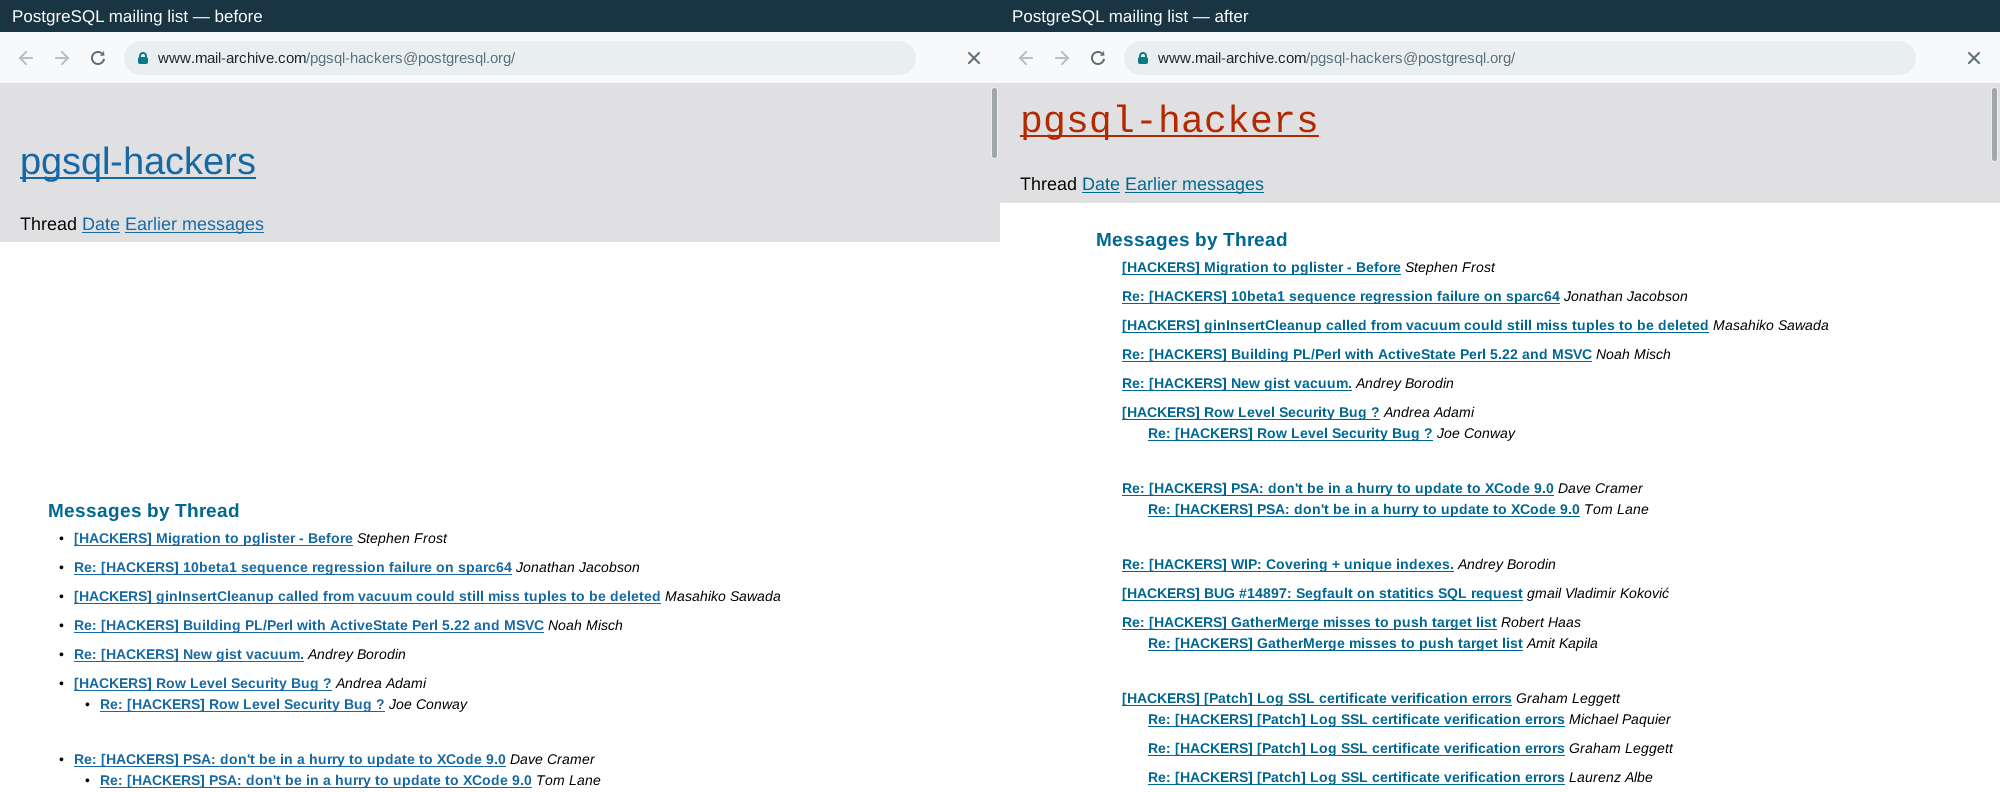 PostgreSQL mailing list — before
www.mail-archive.com/pgsql-hackers@postgresql.org/
pgsql-hackers
Thread Date Earlier messages
Messages by Thread
• [HACKERS] Migration to pglister - Before Stephen Frost
• Re: [HACKERS] 10beta1 sequence regression failure on sparc64 Jonathan Jacobson
• [HACKERS] ginInsertCleanup called from vacuum could still miss tuples to be deleted Masahiko Sawada
• Re: [HACKERS] Building PL/Perl with ActiveState Perl 5.22 and MSVC Noah Misch
• Re: [HACKERS] New gist vacuum. Andrey Borodin
• [HACKERS] Row Level Security Bug ? Andrea Adami
• Re: [HACKERS] Row Level Security Bug ? Joe Conway
• Re: [HACKERS] PSA: don't be in a hurry to update to XCode 9.0 Dave Cramer
• Re: [HACKERS] PSA: don't be in a hurry to update to XCode 9.0 Tom Lane
PostgreSQL mailing list — after
www.mail-archive.com/pgsql-hackers@postgresql.org/
pgsql-hackers
Thread Date Earlier messages
Messages by Thread
[HACKERS] Migration to pglister - Before Stephen Frost
Re: [HACKERS] 10beta1 sequence regression failure on sparc64 Jonathan Jacobson
[HACKERS] ginInsertCleanup called from vacuum could still miss tuples to be deleted Masahiko Sawada
Re: [HACKERS] Building PL/Perl with ActiveState Perl 5.22 and MSVC Noah Misch
Re: [HACKERS] New gist vacuum. Andrey Borodin
[HACKERS] Row Level Security Bug ? Andrea Adami
Re: [HACKERS] Row Level Security Bug ? Joe Conway
Re: [HACKERS] PSA: don't be in a hurry to update to XCode 9.0 Dave Cramer
Re: [HACKERS] PSA: don't be in a hurry to update to XCode 9.0 Tom Lane
Re: [HACKERS] WIP: Covering + unique indexes. Andrey Borodin
[HACKERS] BUG #14897: Segfault on statitics SQL request gmail Vladimir Koković
Re: [HACKERS] GatherMerge misses to push target list Robert Haas
Re: [HACKERS] GatherMerge misses to push target list Amit Kapila
[HACKERS] [Patch] Log SSL certificate verification errors Graham Leggett
Re: [HACKERS] [Patch] Log SSL certificate verification errors Michael Paquier
Re: [HACKERS] [Patch] Log SSL certificate verification errors Graham Leggett
Re: [HACKERS] [Patch] Log SSL certificate verification errors Laurenz Albe